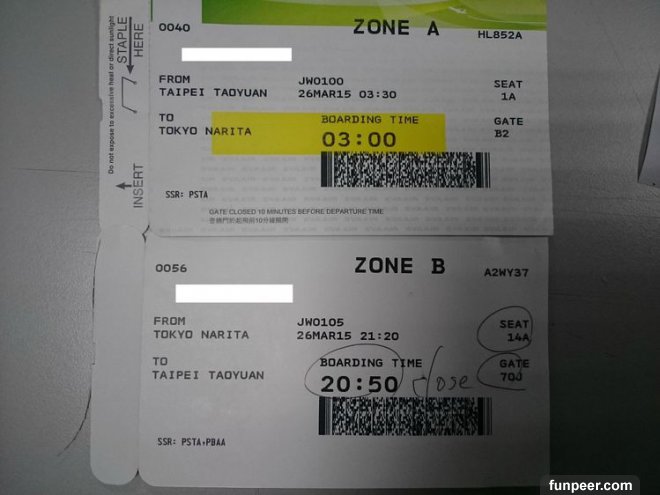 Do not expose to excessive heat or direct sunlight
STAPLE
HERE
INSERT
0040 ZONE A HL852A
FROM JW0100 SEAT
TAIPEI TAOYUAN 26MAR15 03:30 1A
TO BOARDING TIME GATE
TOKYO NARITA 03:00 B2
SSR: PSTA
GATE CLOSED 10 MINUTES BEFORE DEPARTURE TIME
0056 ZONE B A2WY37
FROM JW0105 SEAT
TOKYO NARITA 26MAR15 21:20 14A
TO BOARDING TIME GATE
TAIPEI TAOYUAN 20:50 close 70J
SSR: PSTA,PBAA
funpeer.com